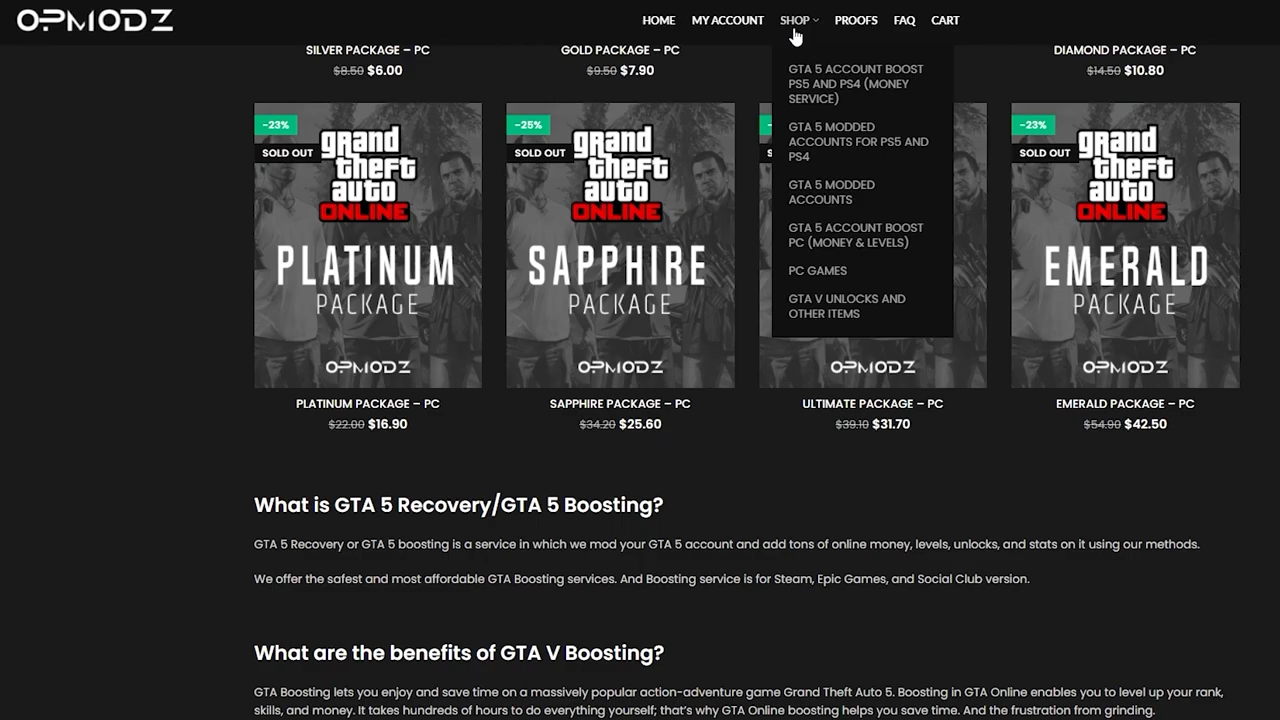 OPMODZ
HOME MY ACCOUNT SHOP PROOFS FAQ CART
SILVER PACKAGE – PC
$8.50 $6.00
GOLD PACKAGE – PC
$9.50 $7.90
DIAMOND PACKAGE – PC
$14.50 $10.80
GTA 5 ACCOUNT BOOST
PS5 AND PS4 (MONEY
SERVICE)
GTA 5 MODDED
ACCOUNTS FOR PS5 AND
PS4
GTA 5 MODDED
ACCOUNTS
GTA 5 ACCOUNT BOOST
PC (MONEY & LEVELS)
PC GAMES
GTA V UNLOCKS AND
OTHER ITEMS
-23%
SOLD OUT
grand
theft
auto
ONLINE
PLATINUM
PACKAGE
OPMODZ
PLATINUM PACKAGE – PC
$22.00 $16.90
-25%
SOLD OUT
grand
theft
auto
ONLINE
SAPPHIRE
PACKAGE
OPMODZ
SAPPHIRE PACKAGE – PC
$34.20 $25.60
OPMODZ
ULTIMATE PACKAGE – PC
$39.10 $31.70
-23%
SOLD OUT
grand
theft
auto
ONLINE
EMERALD
PACKAGE
OPMODZ
EMERALD PACKAGE – PC
$54.90 $42.50
What is GTA 5 Recovery/GTA 5 Boosting?
GTA 5 Recovery or GTA 5 boosting is a service in which we mod your GTA 5 account and add tons of online money, levels, unlocks, and stats on it using our methods.
We offer the safest and most affordable GTA Boosting services. And Boosting service is for Steam, Epic Games, and Social Club version.
What are the benefits of GTA V Boosting?
GTA Boosting lets you enjoy and save time on a massively popular action-adventure game Grand Theft Auto 5. Boosting in GTA Online enables you to level up your rank,
skills, and money. It takes hundreds of hours to do everything yourself; that's why GTA Online boosting helps you save time. And the frustration from grinding.